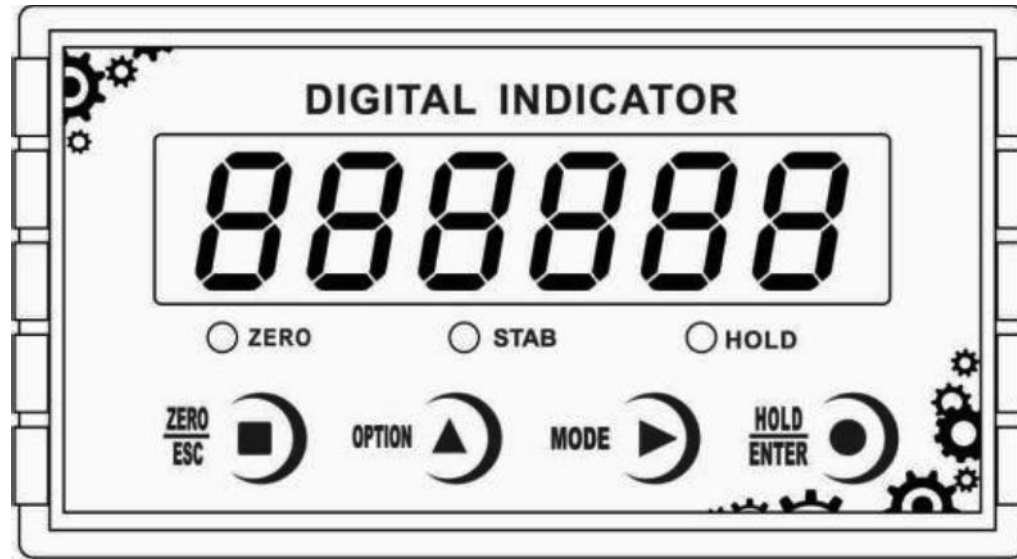 DIGITAL INDICATOR
888888
ZERO STAB HOLD
ZERO
ESC
OPTION
MODE
HOLD
ENTER